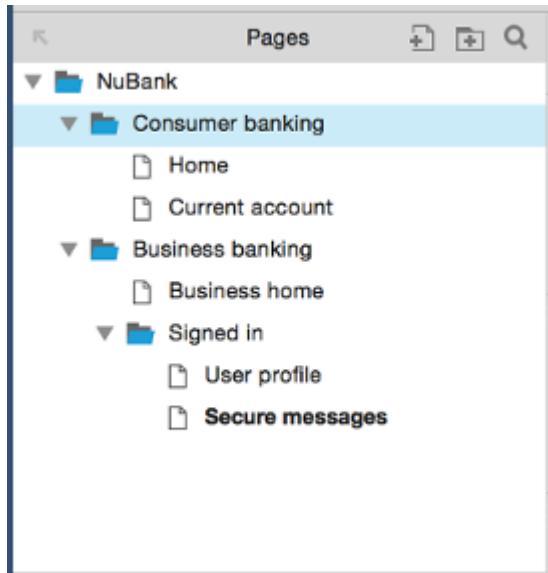 Pages
NuBank
Consumer banking
Home
Current account
Business banking
Business home
Signed in
User profile
Secure messages